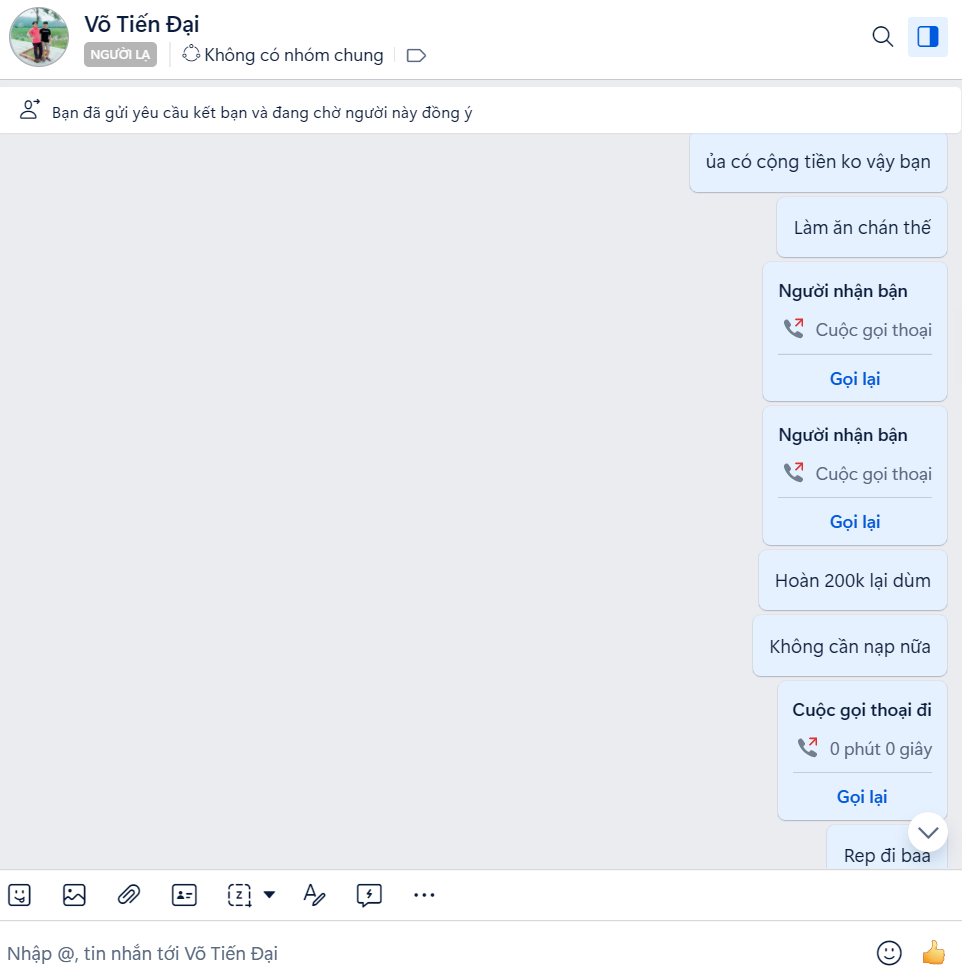 Võ Tiến Đại
NGƯỜI LẠ
Không có nhóm chung
Bạn đã gửi yêu cầu kết bạn và đang chờ người này đồng ý
ủa có cộng tiền ko vậy bạn
Làm ăn chán thế
Người nhận bận
Cuộc gọi thoại
Gọi lại
Người nhận bận
Cuộc gọi thoại
Gọi lại
Hoàn 200k lại dùm
Không cần nạp nữa
Cuộc gọi thoại đi
0 phút 0 giây
Gọi lại
Rep đi baa
Nhập @, tin nhắn tới Võ Tiến Đại